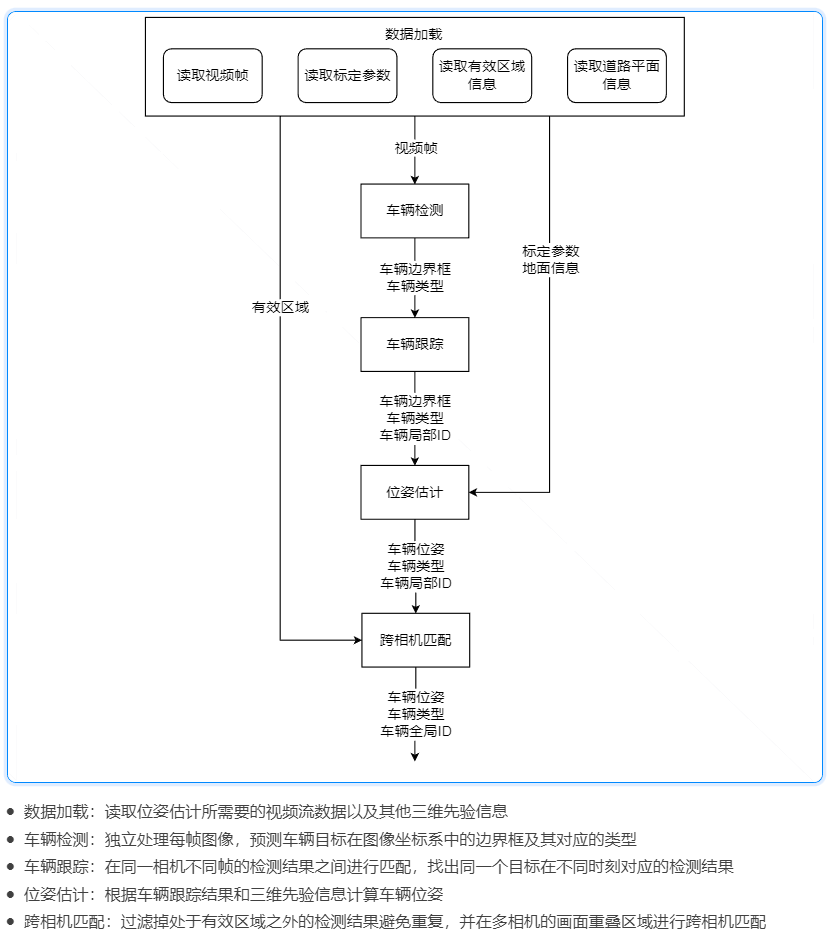 数据加载
读取视频帧
读取标定参数
读取有效区域
信息
读取道路平面
信息
视频帧
车辆检测
标定参数
地面信息
车辆边界框
车辆类型
有效区域
车辆跟踪
车辆边界框
车辆类型
车辆局部ID
位姿估计
车辆位姿
车辆类型
车辆局部ID
跨相机匹配
车辆位姿
车辆类型
车辆全局ID
• 数据加载：读取位姿估计所需要的视频流数据以及其他三维先验信息
• 车辆检测：独立处理每帧图像，预测车辆目标在图像坐标系中的边界框及其对应的类型
• 车辆跟踪：在同一相机不同帧的检测结果之间进行匹配，找出同一个目标在不同时刻对应的检测结果
• 位姿估计：根据车辆跟踪结果和三维先验信息计算车辆位姿
• 跨相机匹配：过滤掉处于有效区域之外的检测结果避免重复，并在多相机的画面重叠区域进行跨相机匹配